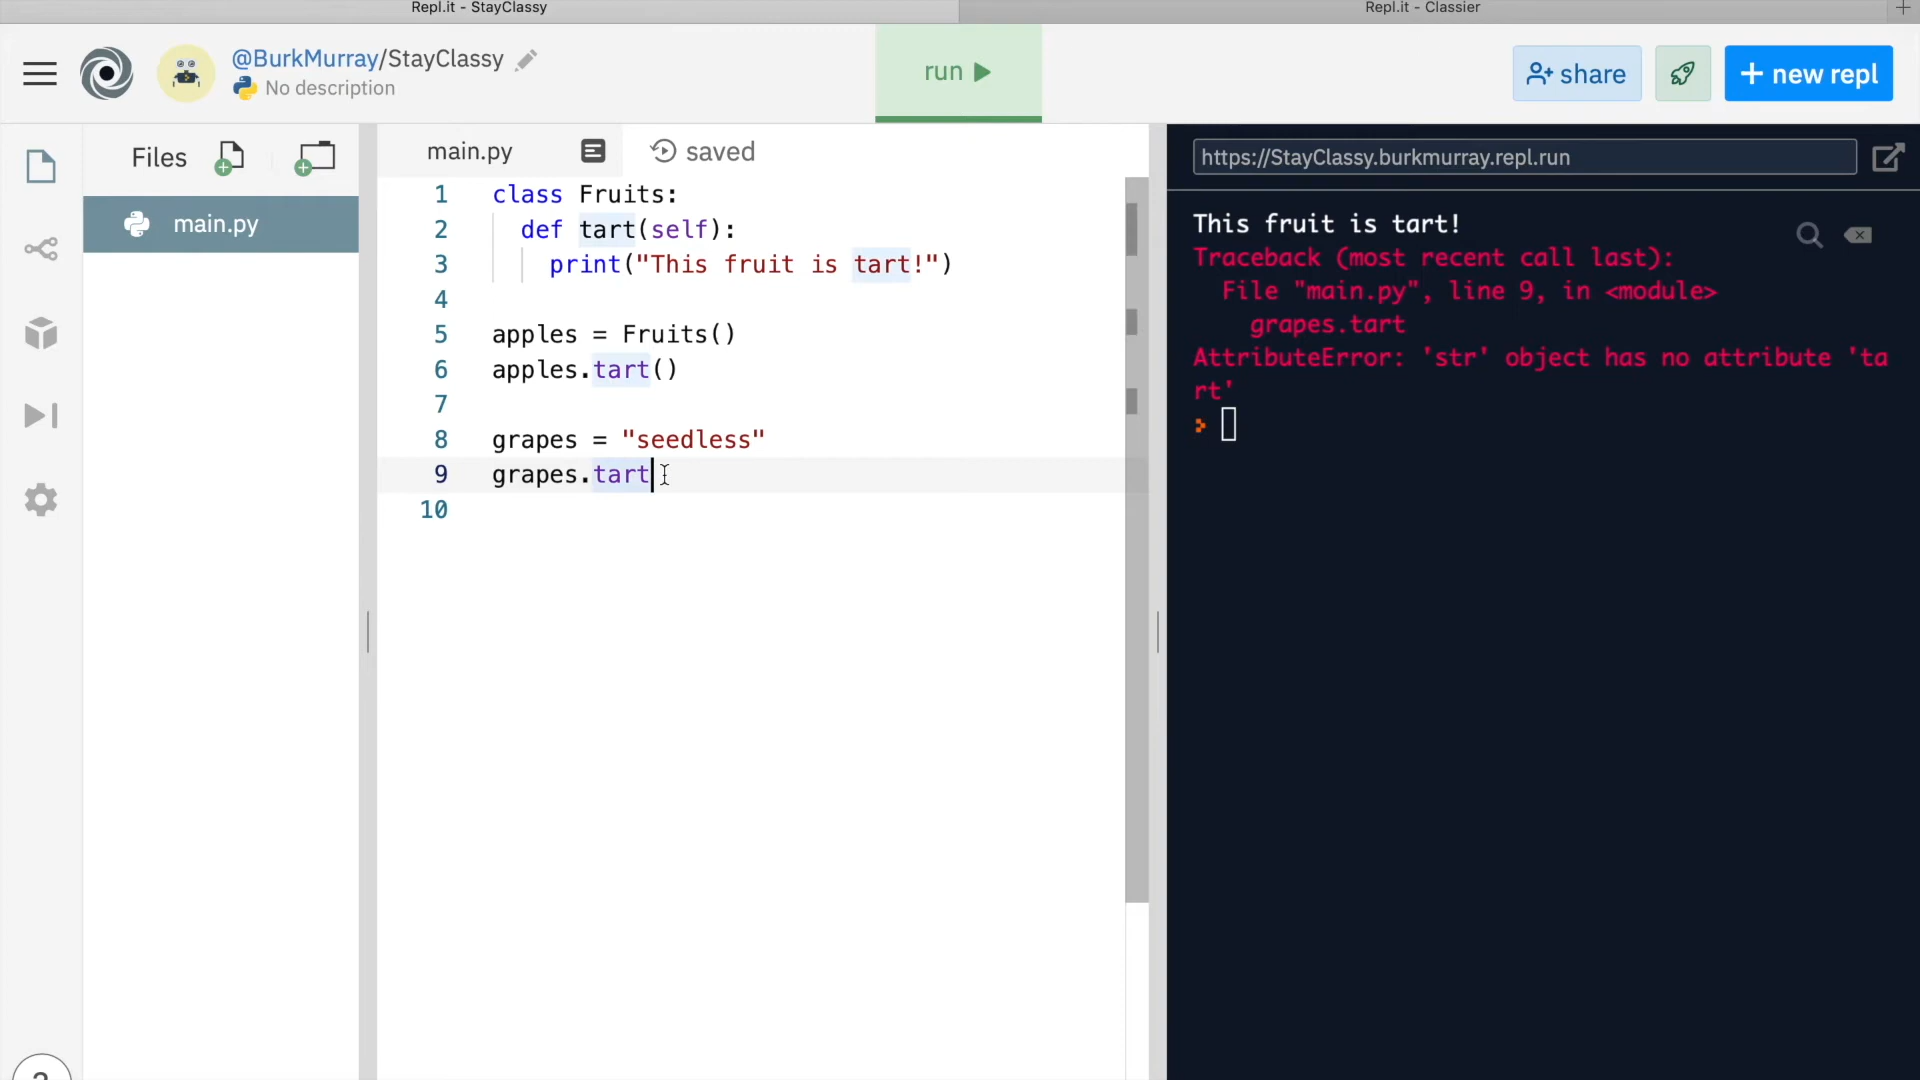 Repl.it - StayClassy
Repl.it - Classier
@BurkMurray/StayClassy
No description
run
share
+ new repl
Files
main.py
saved
https://StayClassy.burkmurray.repl.run
main.py
1 class Fruits:
2 def tart(self):
3 print("This fruit is tart!")
4
5 apples = Fruits()
6 apples.tart()
7
8 grapes = "seedless"
9 grapes.tart
10
This fruit is tart!
Traceback (most recent call last):
File "main.py", line 9, in <module>
grapes.tart
AttributeError: 'str' object has no attribute 'ta
rt'